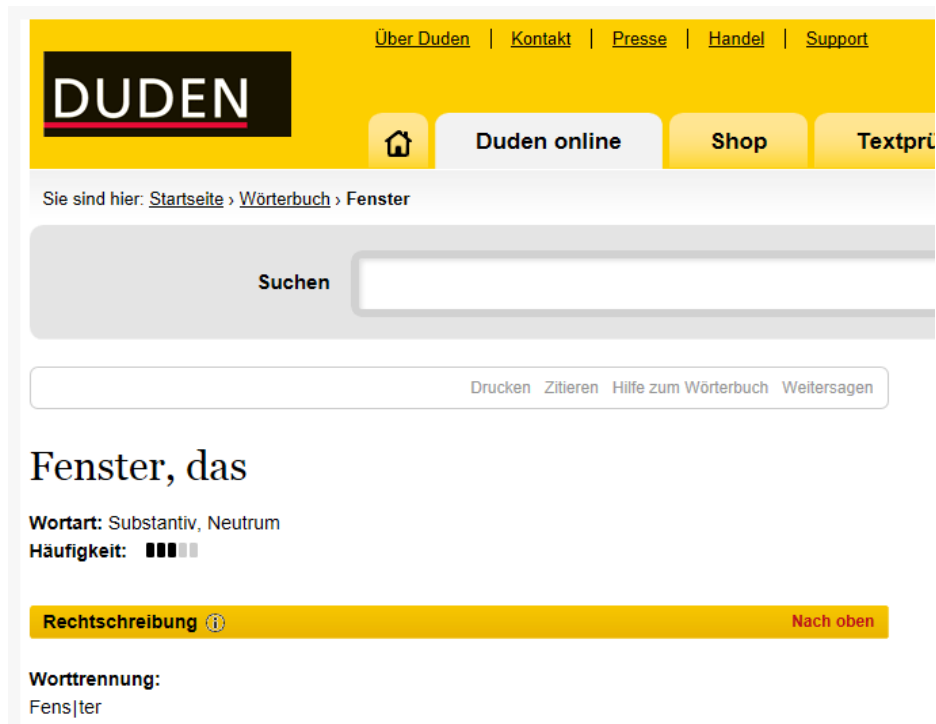 Über Duden | Kontakt | Presse | Handel | Support
DUDEN
Duden online Shop
Sie sind hier: Startseite › Wörterbuch › Fenster
Suchen
Drucken Zitieren Hilfe zum Wörterbuch Weitersagen
Fenster, das
Wortart: Substantiv, Neutrum
Häufigkeit:
Rechtschreibung Nach oben
Worttrennung:
Fens|ter